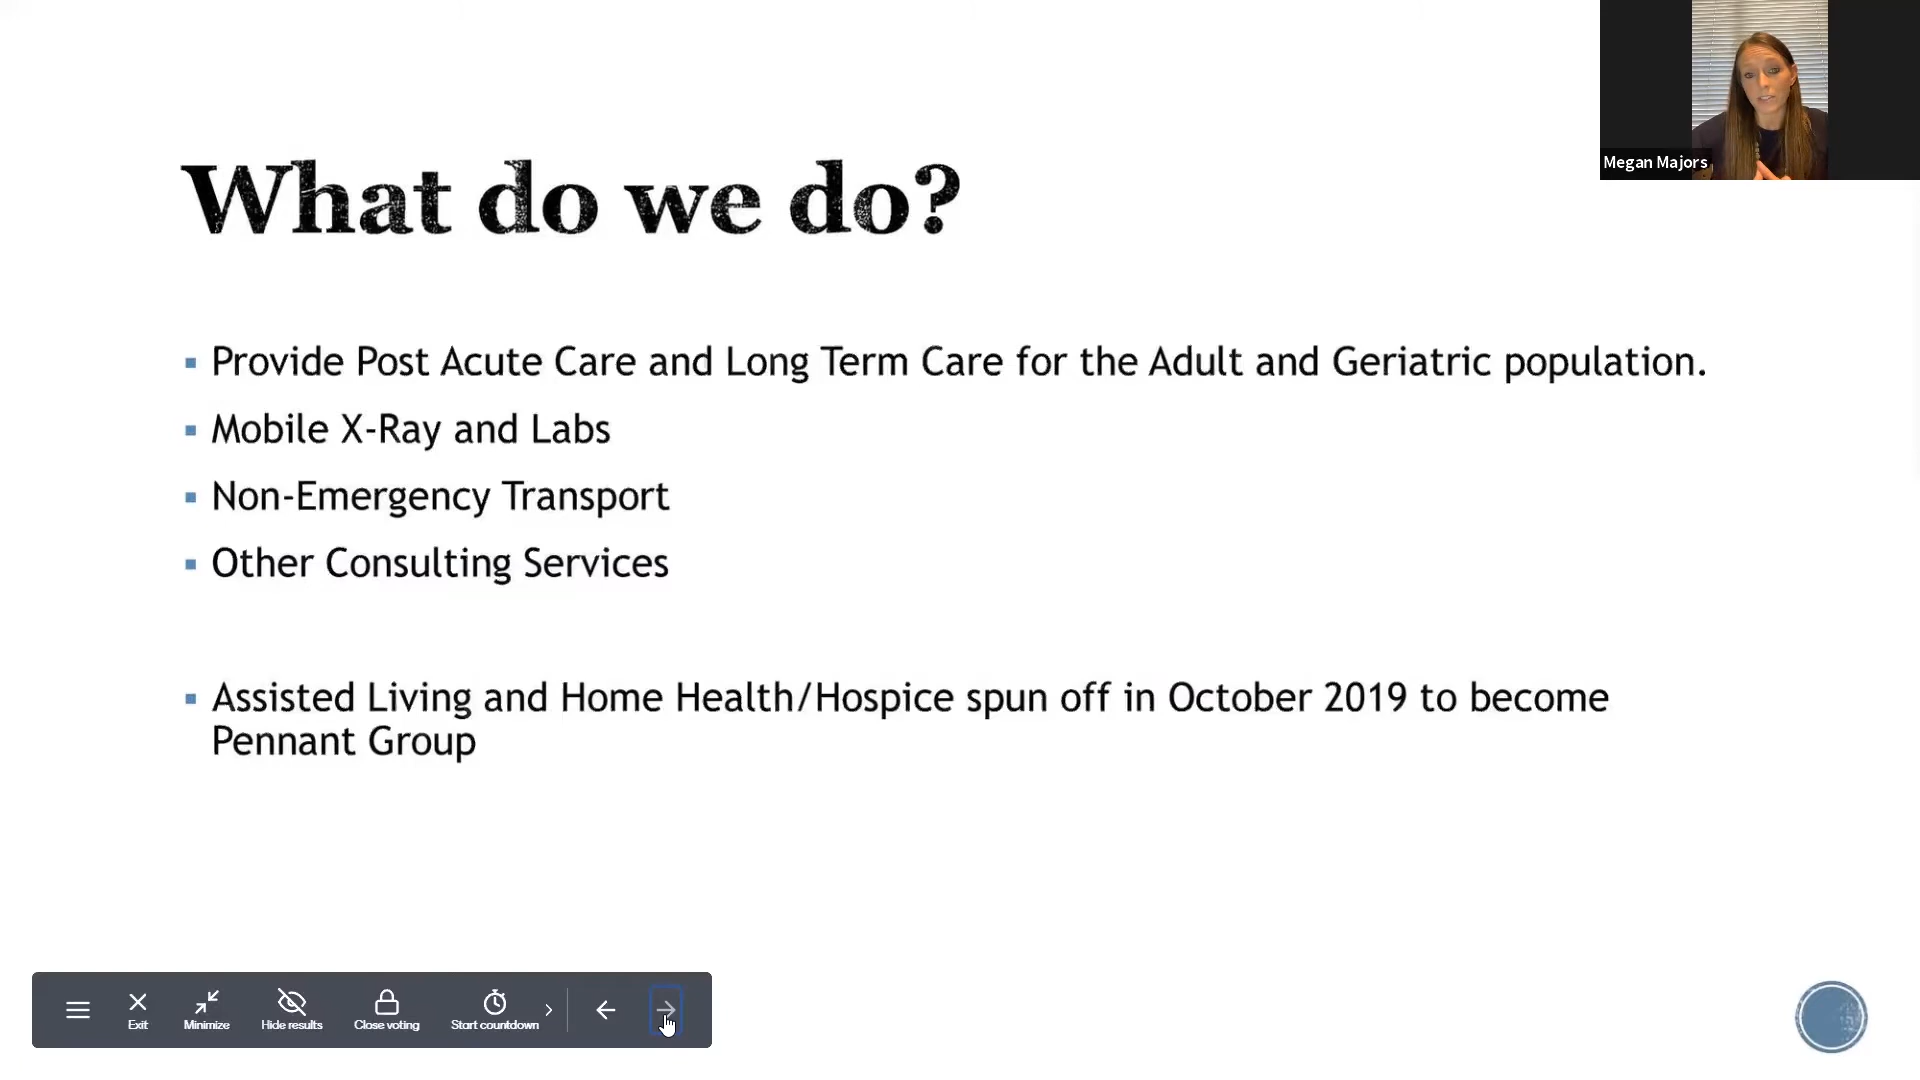 Megan Majors
What do we do?
Provide Post Acute Care and Long Term Care for the Adult and Geriatric population.
Mobile X-Ray and Labs
Non-Emergency Transport
Other Consulting Services
Assisted Living and Home Health/Hospice spun off in October 2019 to become
Pennant Group
Exit
Minimize
Hide results
Close voting
Start countdown